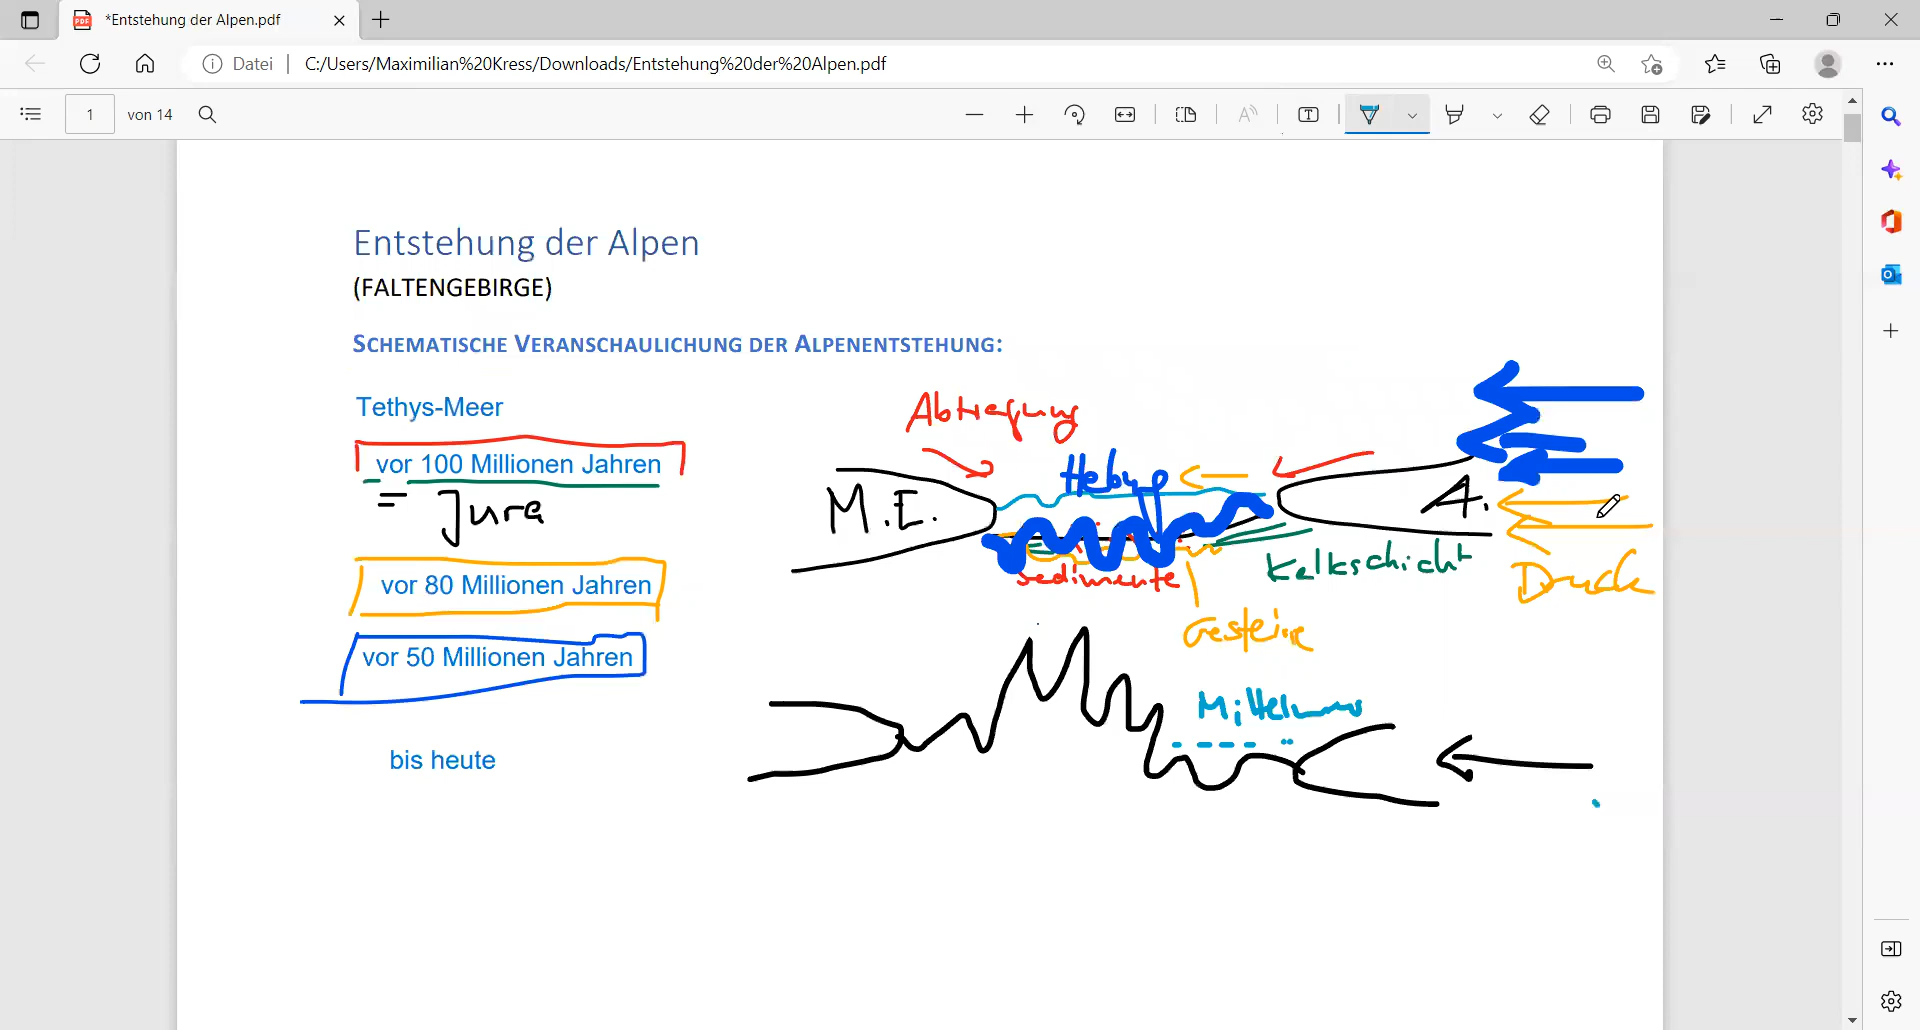 *Entstehung der Alpen.pdf
Datei
C:/Users/Maximilian%20Kress/Downloads/Entstehung%20der%20Alpen.pdf
1 von 14
Entstehung der Alpen
(FALTENGEBIRGE)
SCHEMATISCHE VERANSCHAULICHUNG DER ALPENENTSTEHUNG:
Tethys-Meer
Abtragung
vor 100 Millionen Jahren
Hebung
= Jura
M.E.
A.
Kalkschicht
Sedimente
Druck
vor 80 Millionen Jahren
Gesteine
vor 50 Millionen Jahren
Mittelmeer
bis heute